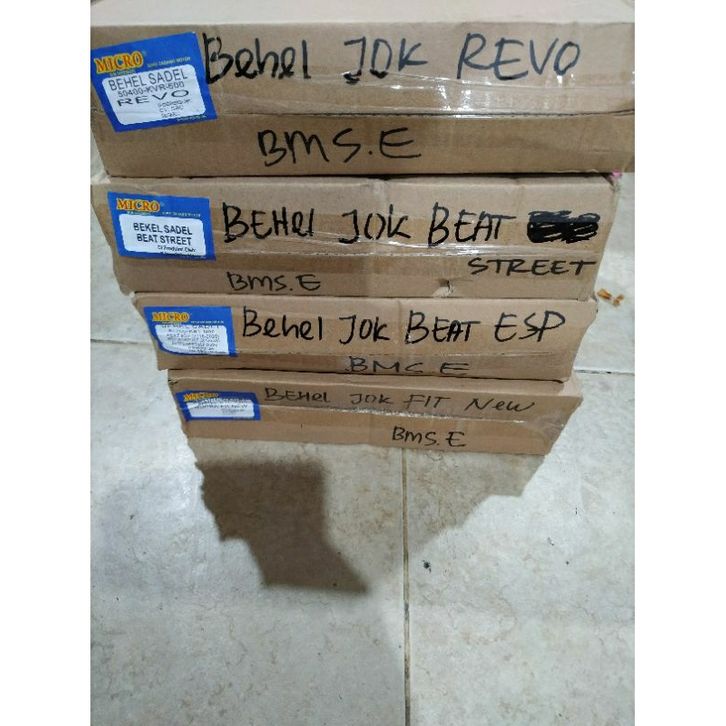 MICRO
BEHEL SADEL
50400-KVR-600
REVO
Behel JOK REVO
BMS.E
MICRO
BEKEL SADEL
BEAT STREET
BEHel JOK BEAT
STREET
BMS.E
MICRO
Behel JOK BEAT ESP
BMS E
BEHel JOK FIT New
BMS.E